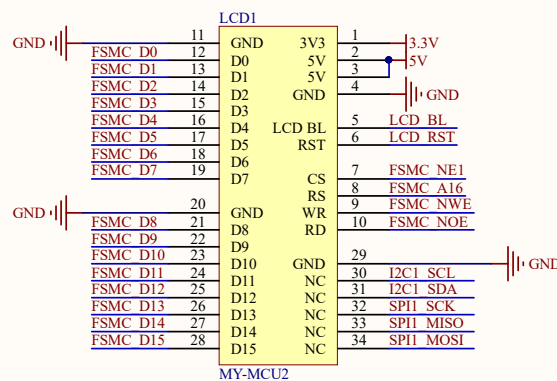 LCD1
GND 11 GND 3V3 1 3.3V
FSMC_D0 12 D0 5V 2 5V
FSMC_D1 13 D1 5V 3
FSMC_D2 14 D2 GND 4 GND
FSMC_D3 15 D3
FSMC_D4 16 D4 LCD BL 5 LCD_BL
FSMC_D5 17 D5 RST 6 LCD_RST
FSMC_D6 18 D6
FSMC_D7 19 D7 CS 7 FSMC_NE1
RS 8 FSMC_A16
GND 20 GND WR 9 FSMC_NWE
FSMC_D8 21 D8 RD 10 FSMC_NOE
FSMC_D9 22 D9
FSMC_D10 23 D10 GND 29 GND
FSMC_D11 24 D11 NC 30 I2C1_SCL
FSMC_D12 25 D12 NC 31 I2C1_SDA
FSMC_D13 26 D13 NC 32 SPI1_SCK
FSMC_D14 27 D14 NC 33 SPI1_MISO
FSMC_D15 28 D15 NC 34 SPI1_MOSI
MY-MCU2